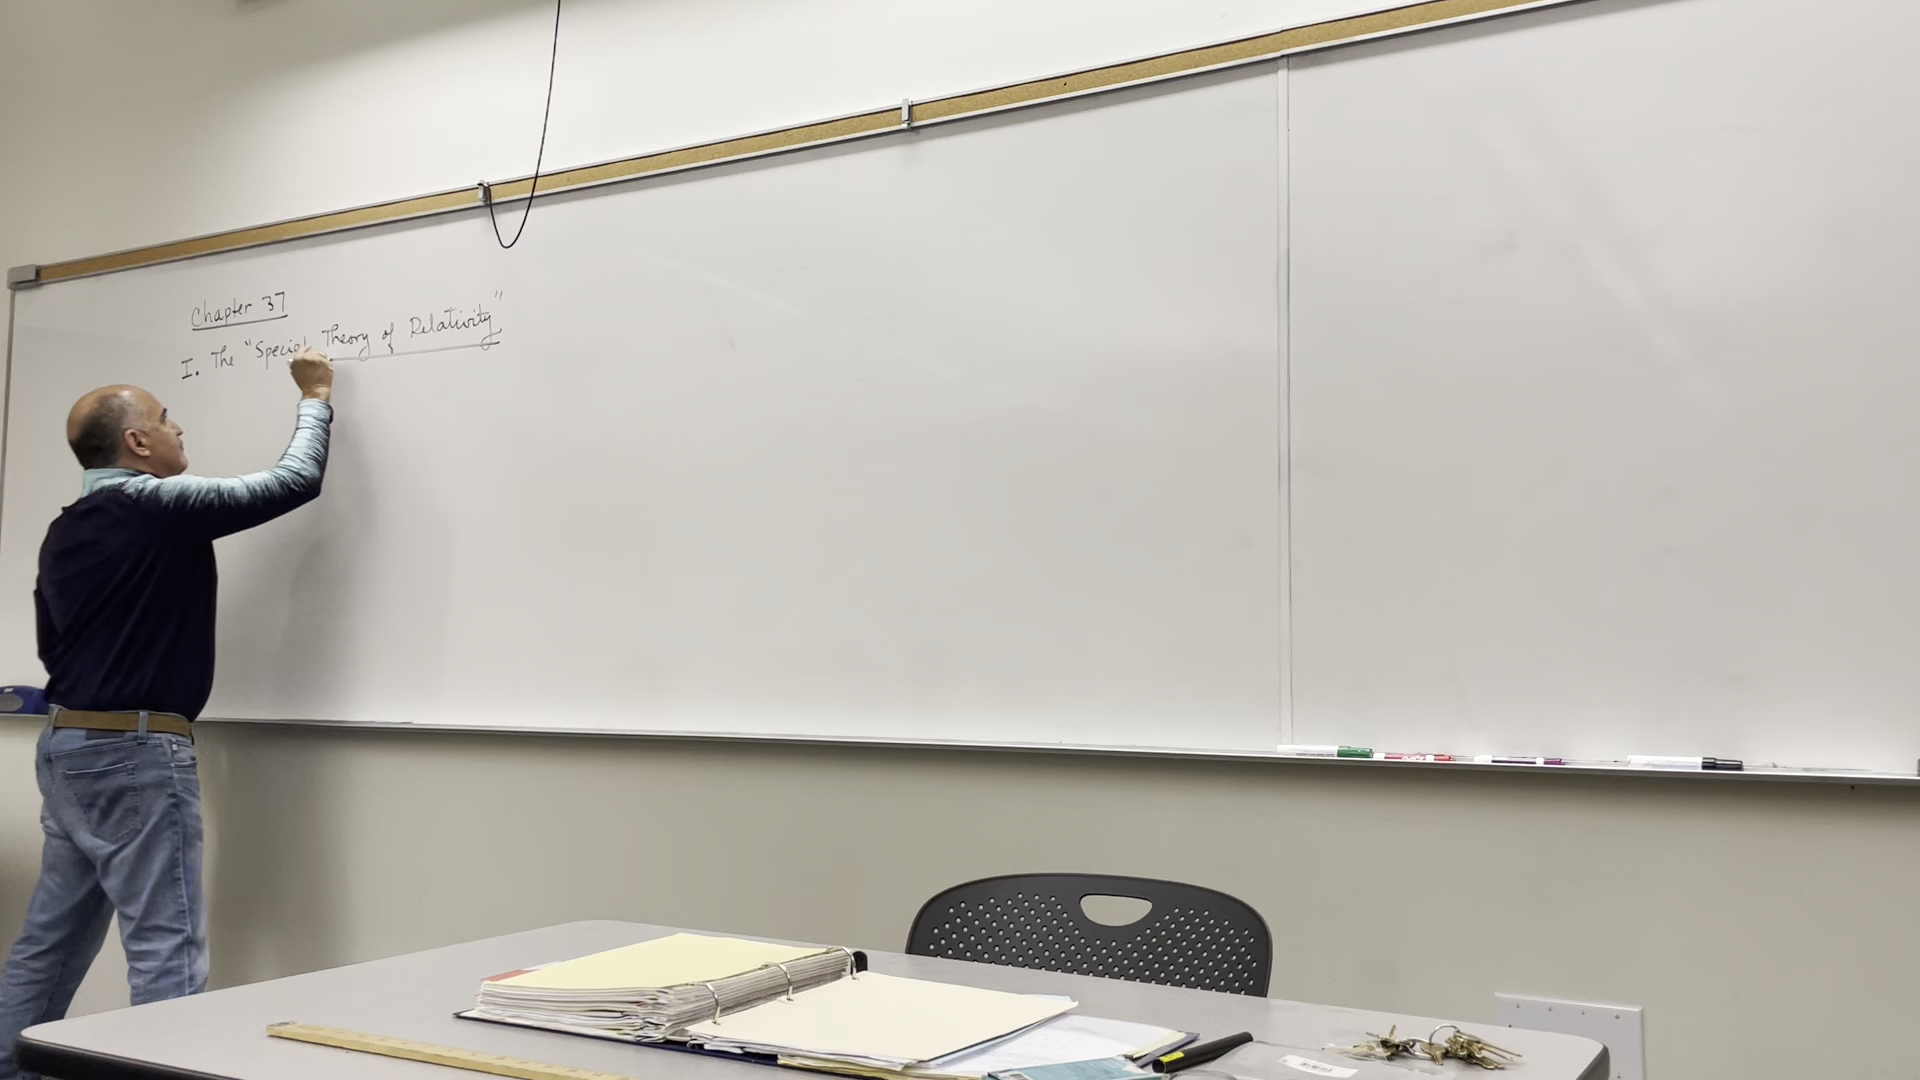 Chapter 37
I. The "Special Theory of Relativity"